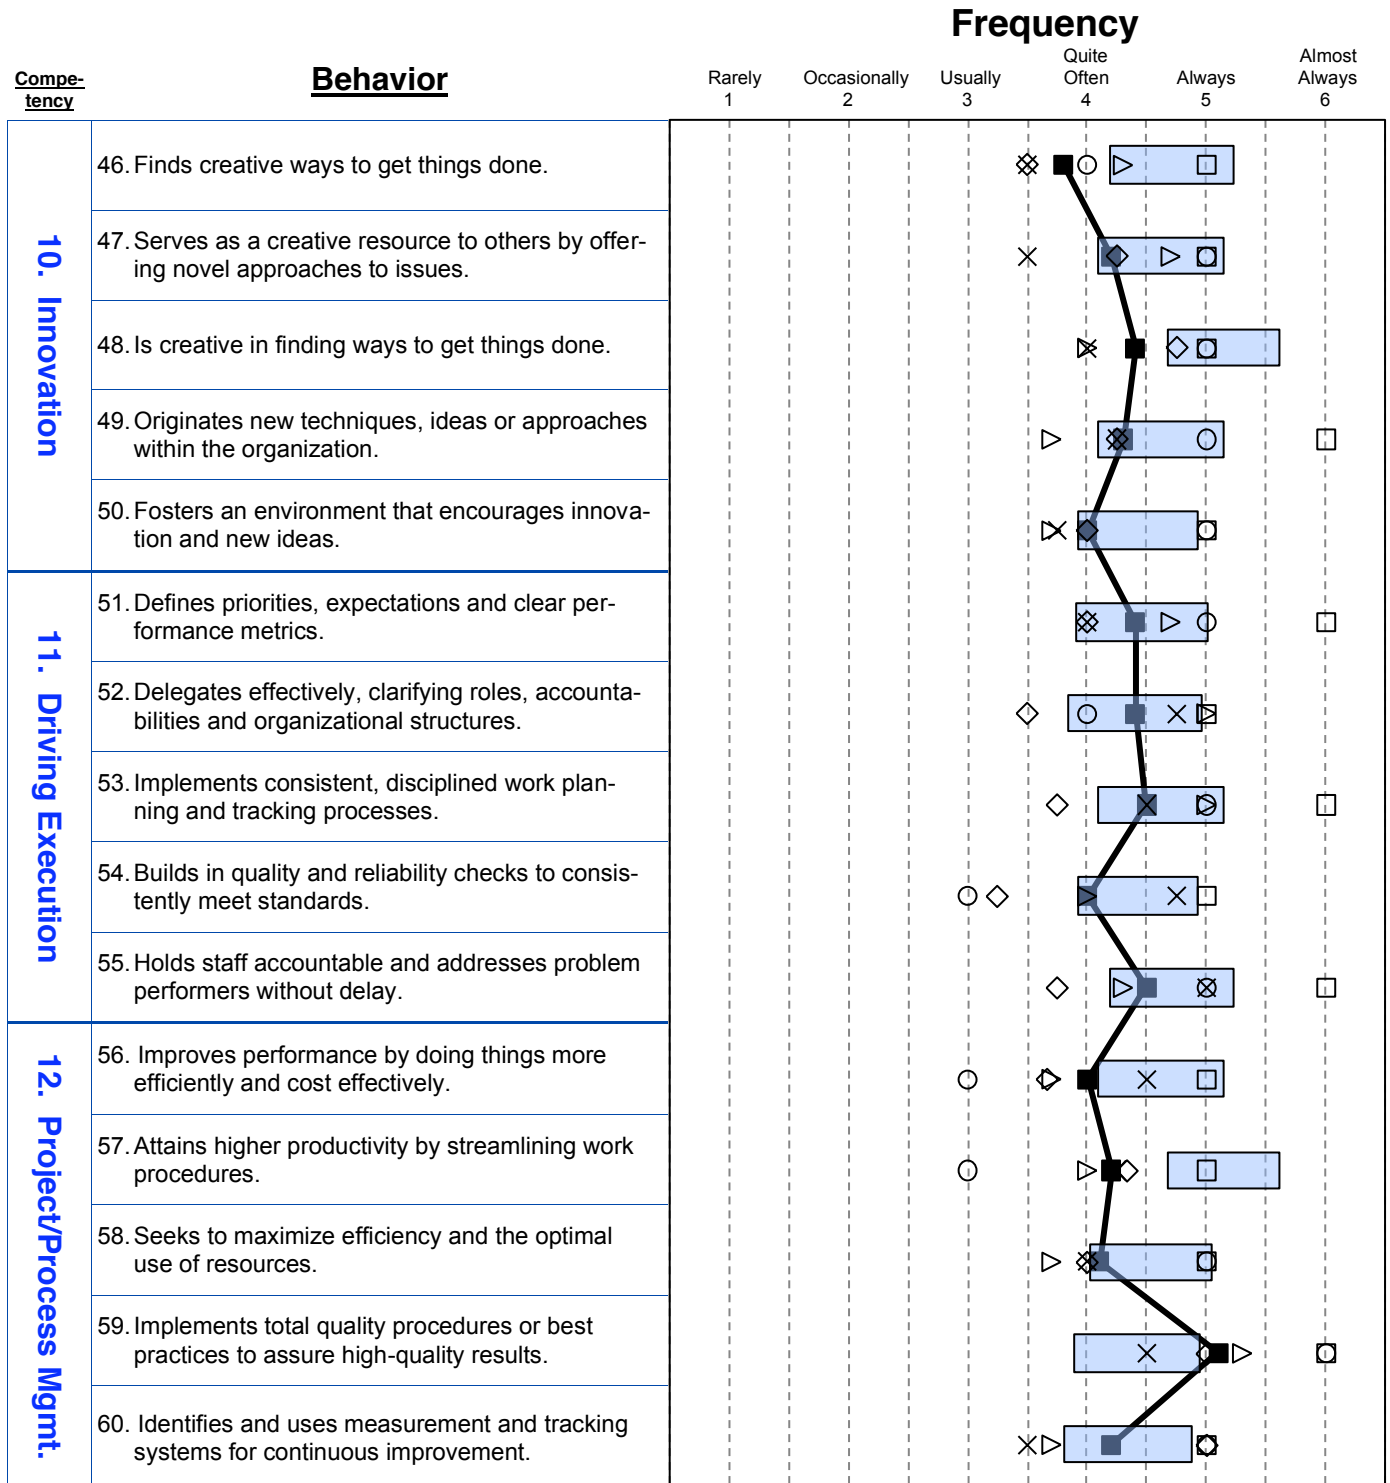 Frequency
Compe-
tency
Behavior
Rarely
1
Occasionally
2
Usually
3
Quite
Often
4
Always
5
Almost
Always
6
10. Innovation
46. Finds creative ways to get things done.
47. Serves as a creative resource to others by offer-
ing novel approaches to issues.
48. Is creative in finding ways to get things done.
49. Originates new techniques, ideas or approaches
within the organization.
50. Fosters an environment that encourages innova-
tion and new ideas.
11. Driving Execution
51. Defines priorities, expectations and clear per-
formance metrics.
52. Delegates effectively, clarifying roles, accounta-
bilities and organizational structures.
53. Implements consistent, disciplined work plan-
ning and tracking processes.
54. Builds in quality and reliability checks to consis-
tently meet standards.
55. Holds staff accountable and addresses problem
performers without delay.
12. Project/Process Mgmt.
56. Improves performance by doing things more
efficiently and cost effectively.
57. Attains higher productivity by streamlining work
procedures.
58. Seeks to maximize efficiency and the optimal
use of resources.
59. Implements total quality procedures or best
practices to assure high-quality results.
60. Identifies and uses measurement and tracking
systems for continuous improvement.